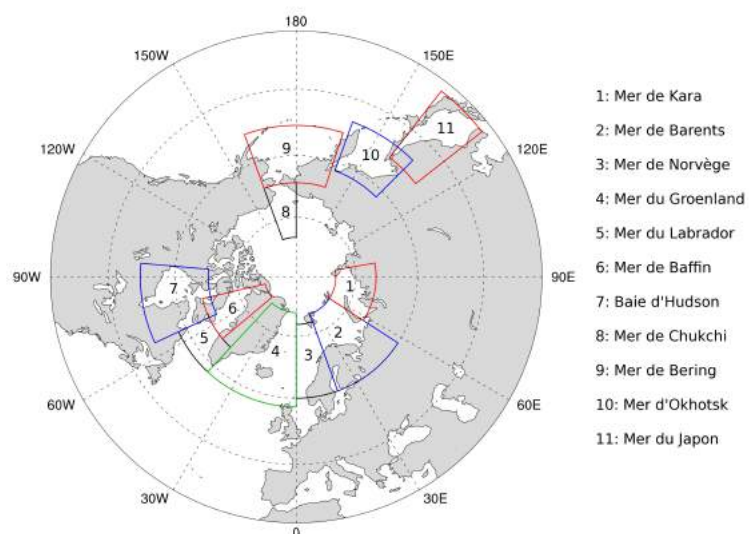 180
150W
150E
120W
120E
90W
90E
60W
60E
30W
30E
0
9
10
11
8
7
6
5
4
3
2
1
1: Mer de Kara
2: Mer de Barents
3: Mer de Norvège
4: Mer du Groenland
5: Mer du Labrador
6: Mer de Baffin
7: Baie d'Hudson
8: Mer de Chukchi
9: Mer de Bering
10: Mer d'Okhotsk
11: Mer du Japon